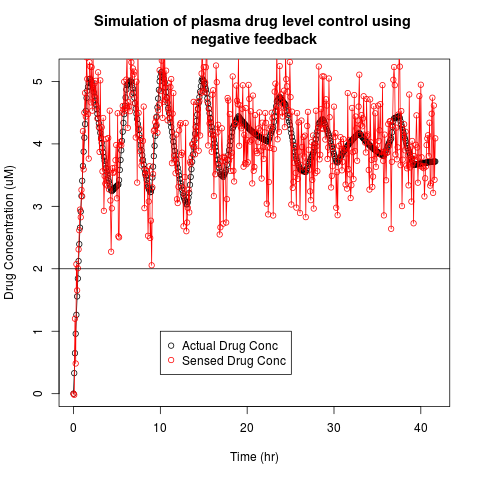 Simulation of plasma drug level control using
negative feedback
Drug Concentration (uM)
5
4
3
2
1
0
Actual Drug Conc
Sensed Drug Conc
0 10 20 30 40
Time (hr)